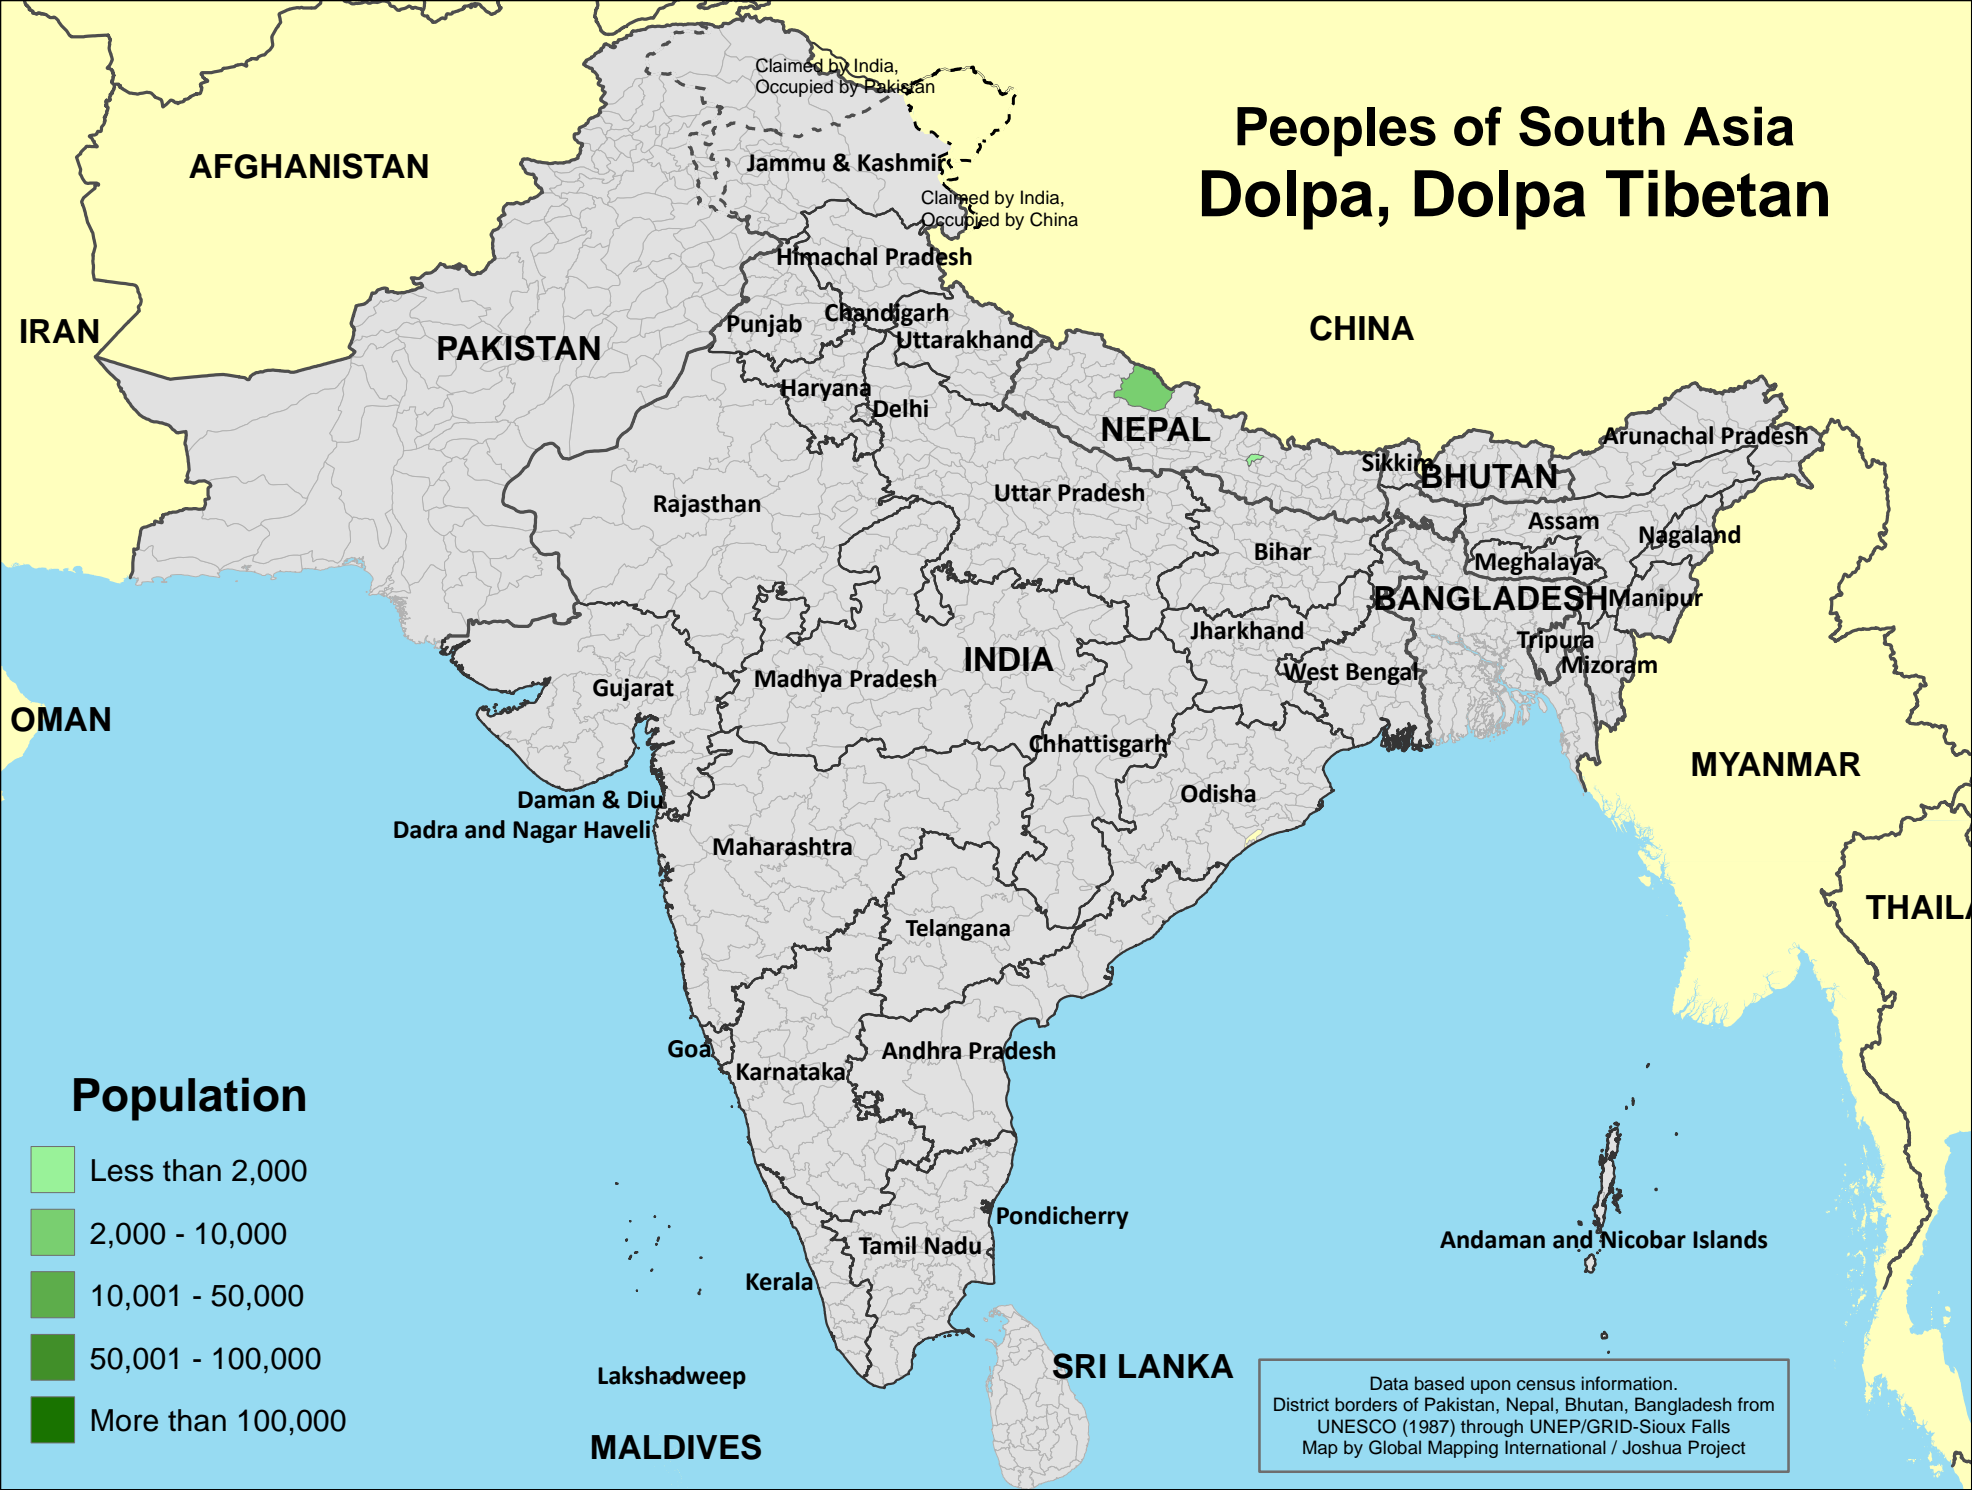 Peoples of South Asia
Dolpa, Dolpa Tibetan
Claimed by India,
Occupied by Pakistan
AFGHANISTAN
Jammu & Kashmir
Claimed by India,
Occupied by China
Himachal Pradesh
IRAN
PAKISTAN
Punjab
Chandigarh
Uttarakhand
CHINA
Haryana
Delhi
NEPAL
Sikkim
BHUTAN
Arunachal Pradesh
Rajasthan
Uttar Pradesh
Assam
Nagaland
Bihar
Meghalaya
BANGLADESH
Manipur
Jharkhand
Tripura
Mizoram
INDIA
West Bengal
Gujarat
Madhya Pradesh
OMAN
Chhattisgarh
MYANMAR
Odisha
Daman & Diu
Dadra and Nagar Haveli
Maharashtra
Telangana
THAILA
Goa
Karnataka
Andhra Pradesh
Pondicherry
Tamil Nadu
Andaman and Nicobar Islands
Kerala
Lakshadweep
SRI LANKA
MALDIVES
Population
Less than 2,000
2,000 - 10,000
10,001 - 50,000
50,001 - 100,000
More than 100,000
Data based upon census information.
District borders of Pakistan, Nepal, Bhutan, Bangladesh from
UNESCO (1987) through UNEP/GRID-Sioux Falls
Map by Global Mapping International / Joshua Project